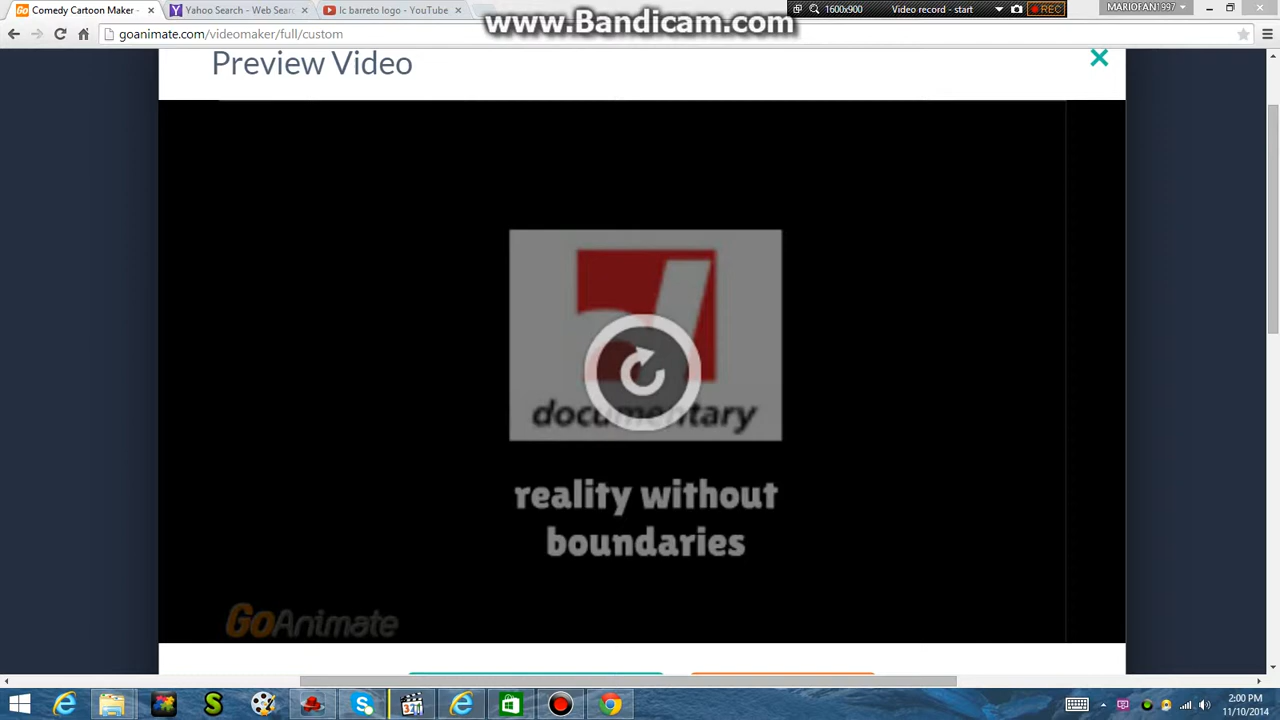 Comedy Cartoon Maker -
Yahoo Search - Web Sear
lc barreto logo - YouTube
www.Bandicam.com
1600x900
Video record - start
REC
MARIOFAN1997
goanimate.com/videomaker/full/custom
Preview Video
documentary
reality without
boundaries
GoAnimate
2:00 PM
11/10/2014